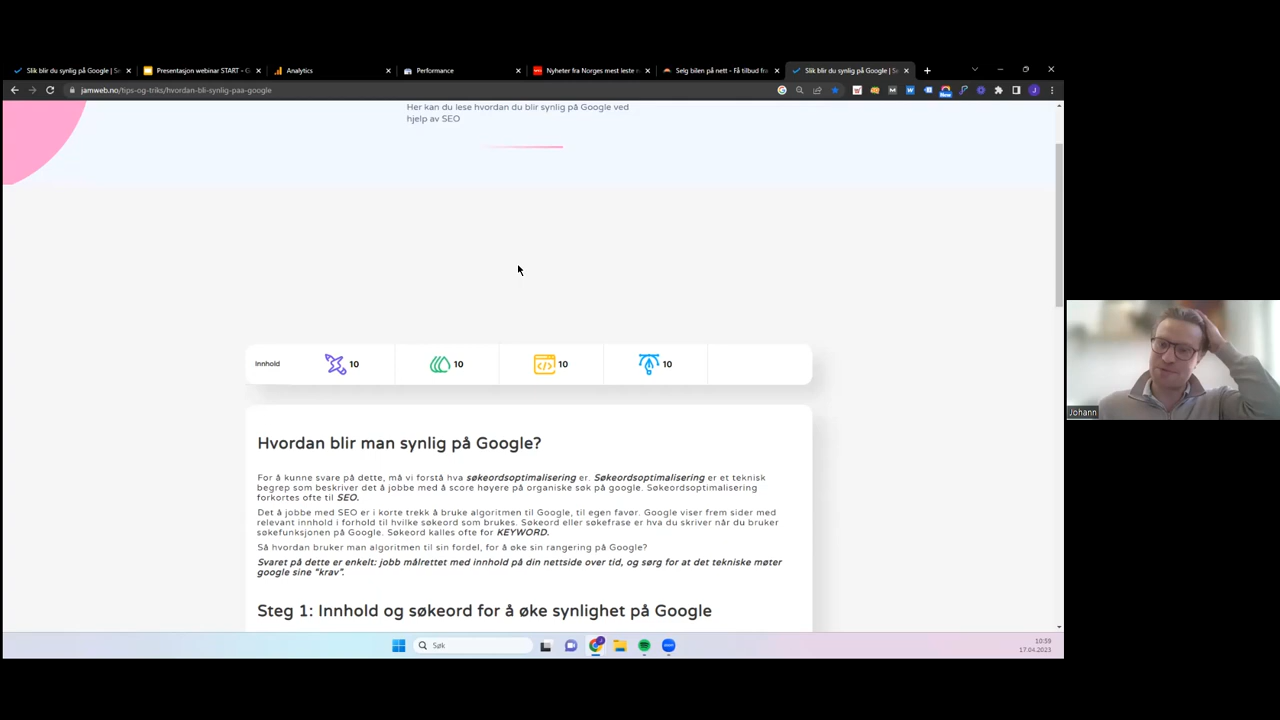 Slik blir du synlig på Google | S
Presentasjon webinar START - G
Analytics
Performance
Nyheter fra Norges mest leste n
Selg bilen på nett - Få tilbud fra
Slik blir du synlig på Google | S
jamweb.no/tips-og-triks/hvordan-bli-synlig-paa-google
Her kan du lese hvordan du blir synlig på Google ved
hjelp av SEO
Innhold 10 10 10 10
Hvordan blir man synlig på Google?
For å kunne svare på dette, må vi forstå hva søkeordsoptimalisering er. Søkeordsoptimalisering er et teknisk
begrep som beskriver det å jobbe med å score høyere på organiske søk på google. Søkeordsoptimalisering
forkortes ofte til SEO.
Det å jobbe med SEO er i korte trekk å bruke algoritmen til Google, til egen favør. Google viser frem sider med
relevant innhold i forhold til hvilke søkeord som brukes. Søkeord eller søkefrase er hva du skriver når du bruker
søkefunksjonen på Google. Søkeord kalles ofte for KEYWORD.
Så hvordan bruker man algoritmen til sin fordel, for å øke sin rangering på Google?
Svaret på dette er enkelt: jobb målrettet med innhold på din nettside over tid, og sørg for at det tekniske møter
google sine "krav".
Steg 1: Innhold og søkeord for å øke synlighet på Google
Johann
Søk
10:59
17.04.2023